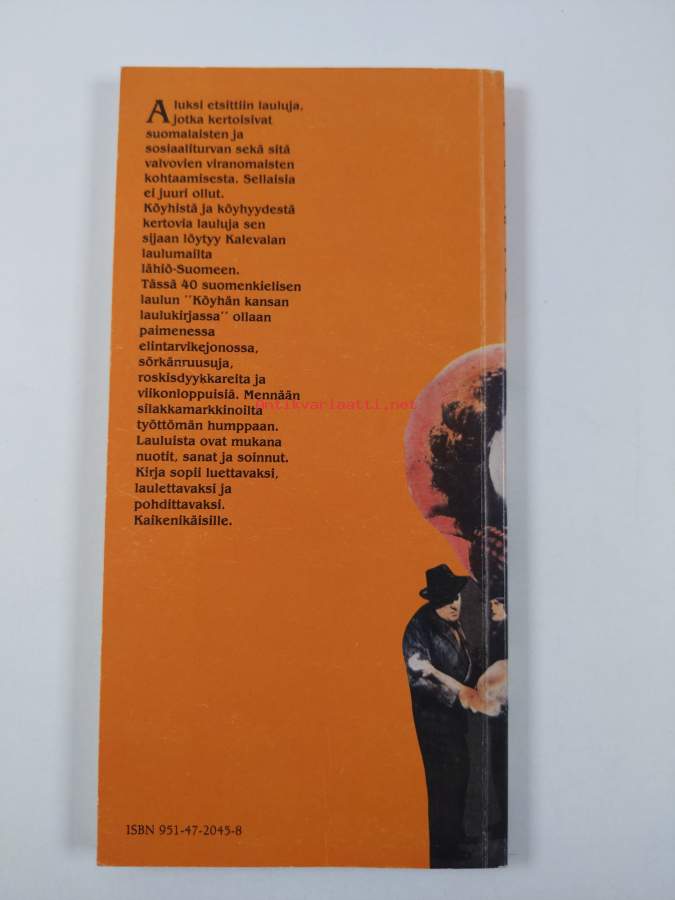 Aluksi etsittiin lauluja,
jotka kertoisivat
suomalaisten ja
sosiaaliturvan sekä sitä
valvovien viranomaisten
kohtaamisesta. Sellaisia
ei juuri ollut.
Köyhistä ja köyhyydestä
kertovia lauluja sen
sijaan löytyy Kalevalan
laulumailta
lähiö-Suomeen.
Tässä 40 suomenkielisen
laulun "Köyhän kansan
laulukirjassa" ollaan
paimenessa
elintarvikejonossa,
sörkänruusuja,
roskisdyykkareita ja
viikonloppuisiä. Mennään
silakkamarkkinoilta
työttömän humppaan.
Lauluista ovat mukana
nuotit, sanat ja soinnut.
Kirja sopii luettavaksi,
laulettavaksi ja
pohdittavaksi.
Kaikenikäisille.
Antikvariaatti.net
ISBN 951-47-2045-8